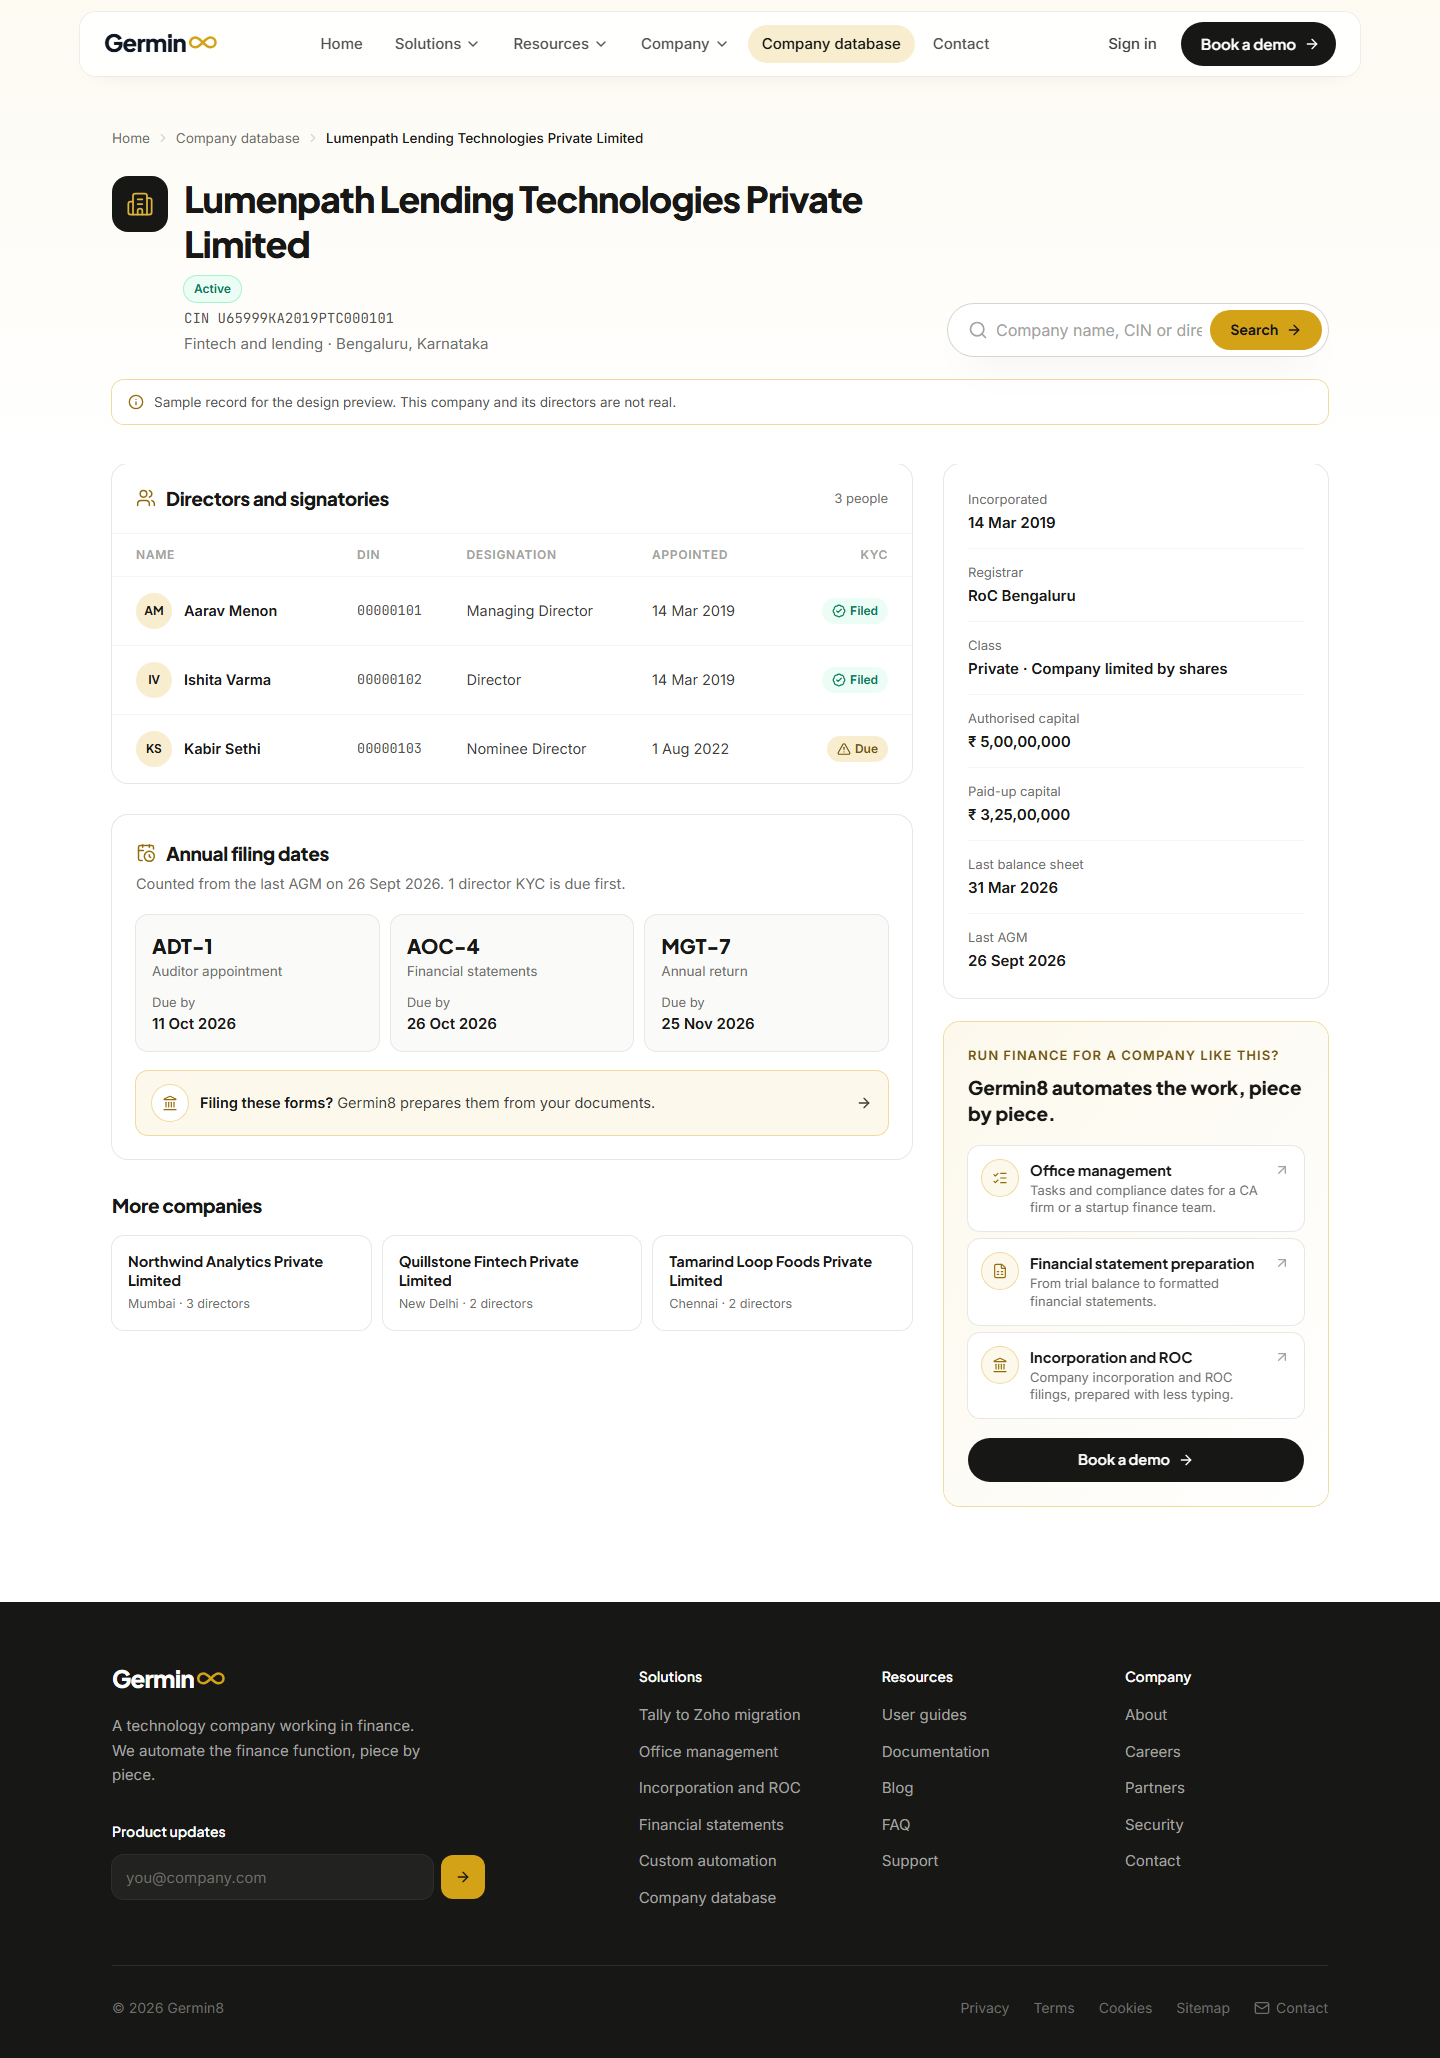 Germin
Home
Solutions
Resources
Company
Company database
Contact
Sign in
Book a demo
Home
Company database
Lumenpath Lending Technologies Private Limited
Lumenpath Lending Technologies Private
Limited
Active
CIN U65999KA2019PTC000101
Fintech and lending · Bengaluru, Karnataka
Company name, CIN or dire
Search
Sample record for the design preview. This company and its directors are not real.
Directors and signatories
3 people
NAME DIN DESIGNATION APPOINTED KYC
AM Aarav Menon 00000101 Managing Director 14 Mar 2019 Filed
IV Ishita Varma 00000102 Director 14 Mar 2019 Filed
KS Kabir Sethi 00000103 Nominee Director 1 Aug 2022 Due
Annual filing dates
Counted from the last AGM on 26 Sept 2026. 1 director KYC is due first.
ADT-1
Auditor appointment
Due by
11 Oct 2026
AOC-4
Financial statements
Due by
26 Oct 2026
MGT-7
Annual return
Due by
25 Nov 2026
Filing these forms? Germin8 prepares them from your documents.
More companies
Northwind Analytics Private
Limited
Mumbai · 3 directors
Quillstone Fintech Private
Limited
New Delhi · 2 directors
Tamarind Loop Foods Private
Limited
Chennai · 2 directors
Incorporated
14 Mar 2019
Registrar
RoC Bengaluru
Class
Private · Company limited by shares
Authorised capital
₹ 5,00,00,000
Paid-up capital
₹ 3,25,00,000
Last balance sheet
31 Mar 2026
Last AGM
26 Sept 2026
RUN FINANCE FOR A COMPANY LIKE THIS?
Germin8 automates the work, piece
by piece.
Office management
Tasks and compliance dates for a CA
firm or a startup finance team.
Financial statement preparation
From trial balance to formatted
financial statements.
Incorporation and ROC
Company incorporation and ROC
filings, prepared with less typing.
Book a demo
Germin
A technology company working in finance.
We automate the finance function, piece by
piece.
Product updates
you@company.com
Solutions
Tally to Zoho migration
Office management
Incorporation and ROC
Financial statements
Custom automation
Company database
Resources
User guides
Documentation
Blog
FAQ
Support
Company
About
Careers
Partners
Security
Contact
© 2026 Germin8
Privacy
Terms
Cookies
Sitemap
Contact